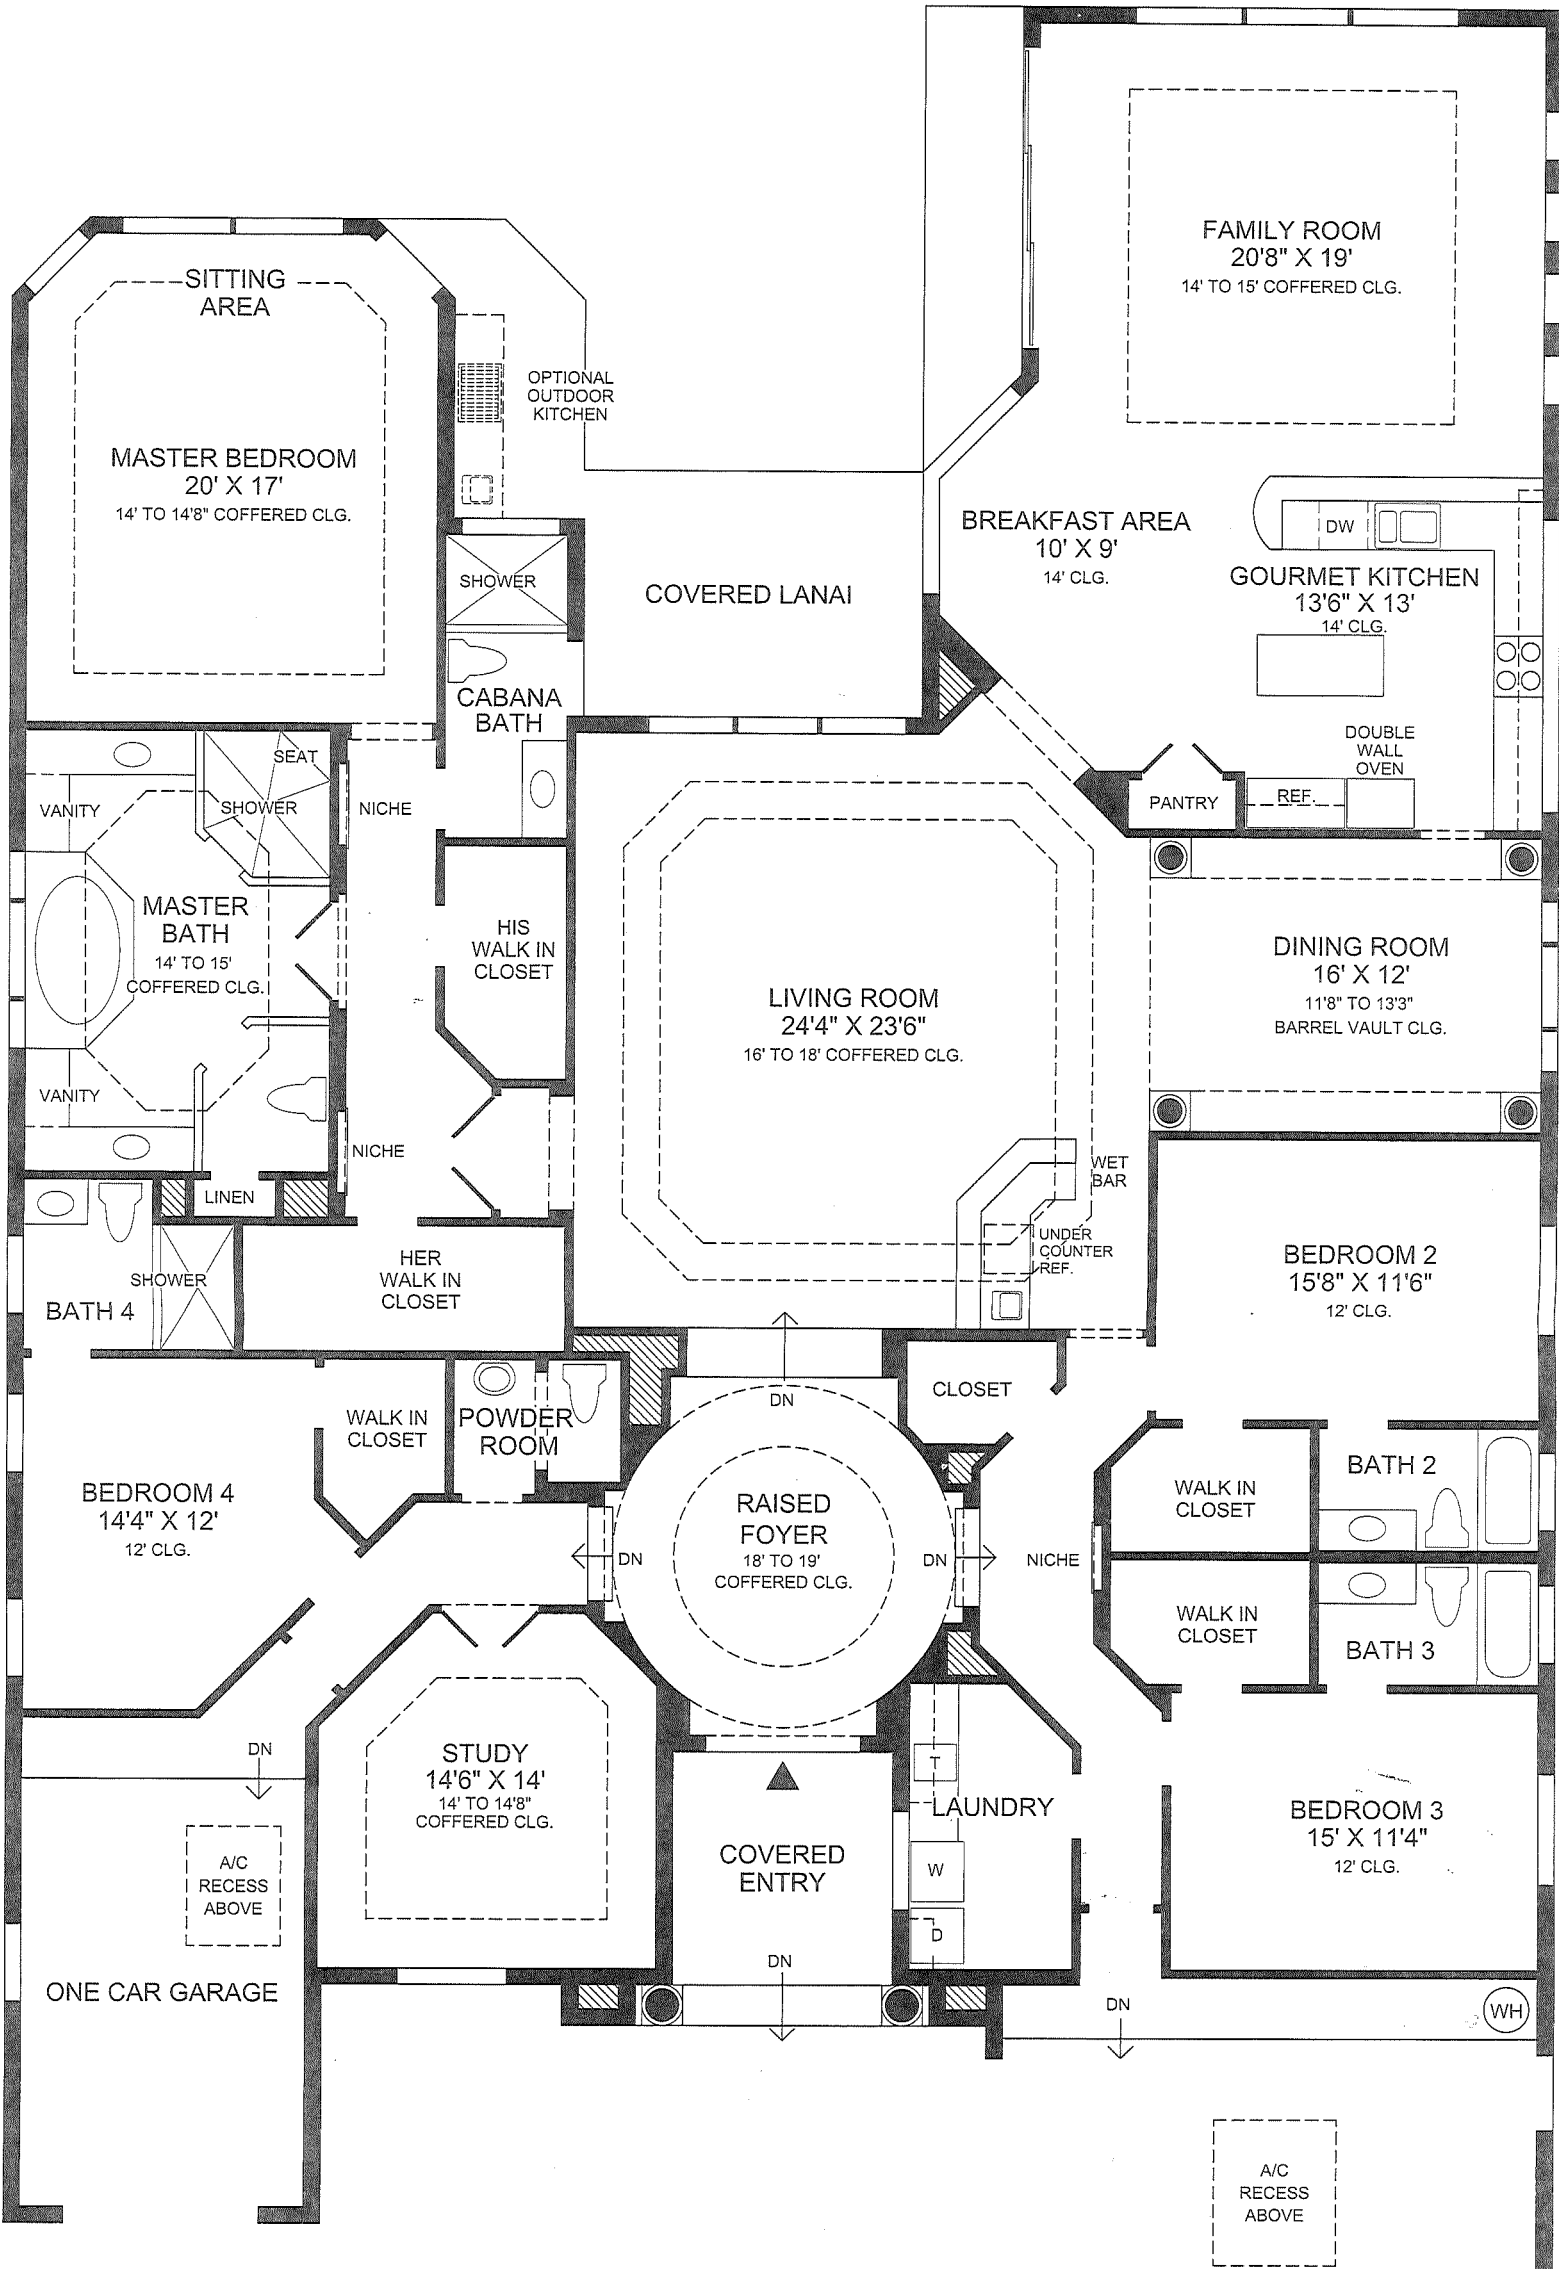 FAMILY ROOM
20'8" X 19'
14' TO 15' COFFERED CLG.
SITTING
AREA
OPTIONAL
OUTDOOR
KITCHEN
MASTER BEDROOM
20' X 17'
14' TO 14'8" COFFERED CLG.
BREAKFAST AREA
10' X 9'
14' CLG.
DW
GOURMET KITCHEN
13'6" X 13'
14' CLG.
SHOWER
COVERED LANAI
CABANA
BATH
DOUBLE
WALL
OVEN
PANTRY
REF.
SEAT
SHOWER
VANITY
NICHE
MASTER
BATH
14' TO 15'
COFFERED CLG.
HIS
WALK IN
CLOSET
LIVING ROOM
24'4" X 23'6"
16' TO 18' COFFERED CLG.
DINING ROOM
16' X 12'
11'8" TO 13'3"
BARREL VAULT CLG.
VANITY
NICHE
LINEN
WET
BAR
UNDER
COUNTER
REF.
HER
WALK IN
CLOSET
SHOWER
BATH 4
BEDROOM 2
15'8" X 11'6"
12' CLG.
CLOSET
DN
WALK IN
CLOSET
POWDER
ROOM
BEDROOM 4
14'4" X 12'
12' CLG.
RAISED
FOYER
18' TO 19'
COFFERED CLG.
DN
DN
NICHE
WALK IN
CLOSET
BATH 2
WALK IN
CLOSET
BATH 3
DN
STUDY
14'6" X 14'
14' TO 14'8"
COFFERED CLG.
T
LAUNDRY
W
D
BEDROOM 3
15' X 11'4"
12' CLG.
COVERED
ENTRY
A/C
RECESS
ABOVE
ONE CAR GARAGE
DN
DN
WH
A/C
RECESS
ABOVE